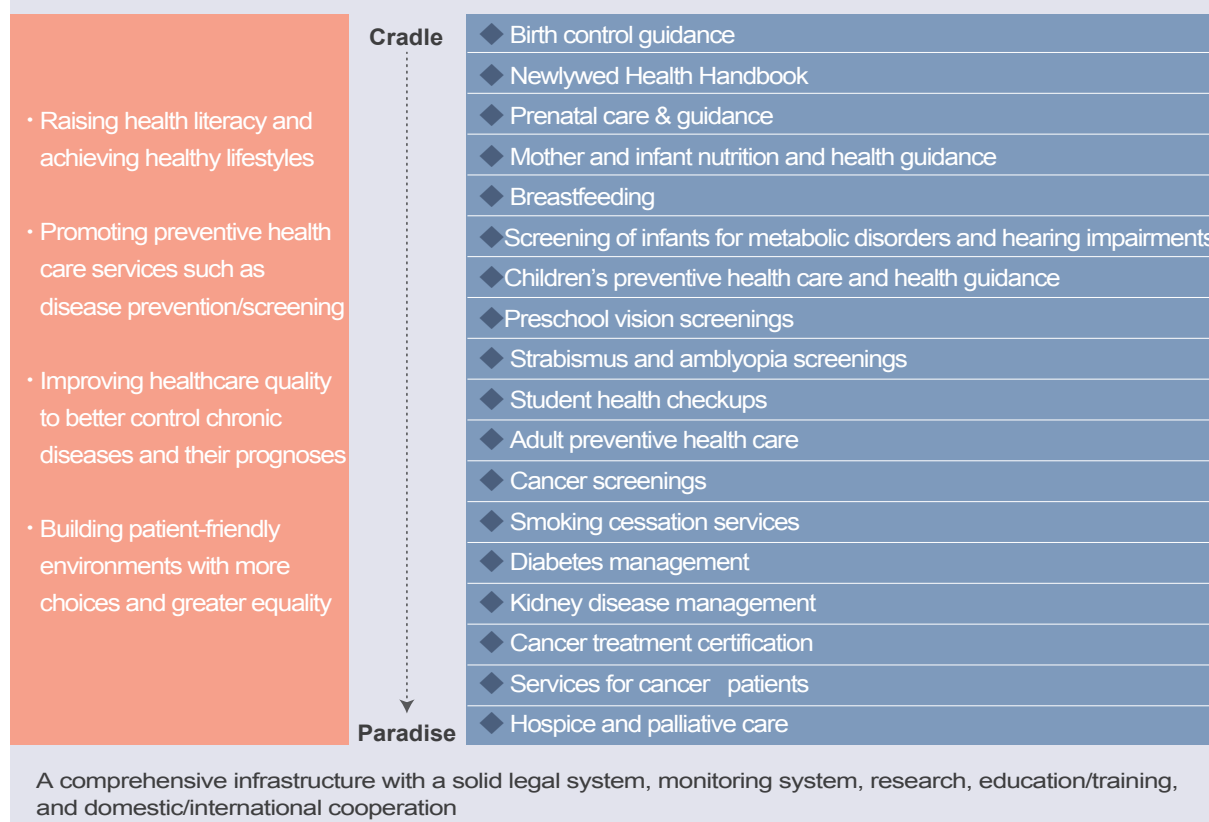 ・Raising health literacy and
achieving healthy lifestyles
・Promoting preventive health
care services such as
disease prevention/screening
・Improving healthcare quality
to better control chronic
diseases and their prognoses
・Building patient-friendly
environments with more
choices and greater equality
Cradle
Paradise
◆ Birth control guidance
◆ Newlywed Health Handbook
◆ Prenatal care & guidance
◆ Mother and infant nutrition and health guidance
◆ Breastfeeding
◆Screening of infants for metabolic disorders and hearing impairments
◆Children’s preventive health care and health guidance
◆Preschool vision screenings
◆ Strabismus and amblyopia screenings
◆ Student health checkups
◆ Adult preventive health care
◆ Cancer screenings
◆ Smoking cessation services
◆ Diabetes management
◆ Kidney disease management
◆ Cancer treatment certification
◆ Services for cancer patients
◆ Hospice and palliative care
A comprehensive infrastructure with a solid legal system, monitoring system, research, education/training,
and domestic/international cooperation